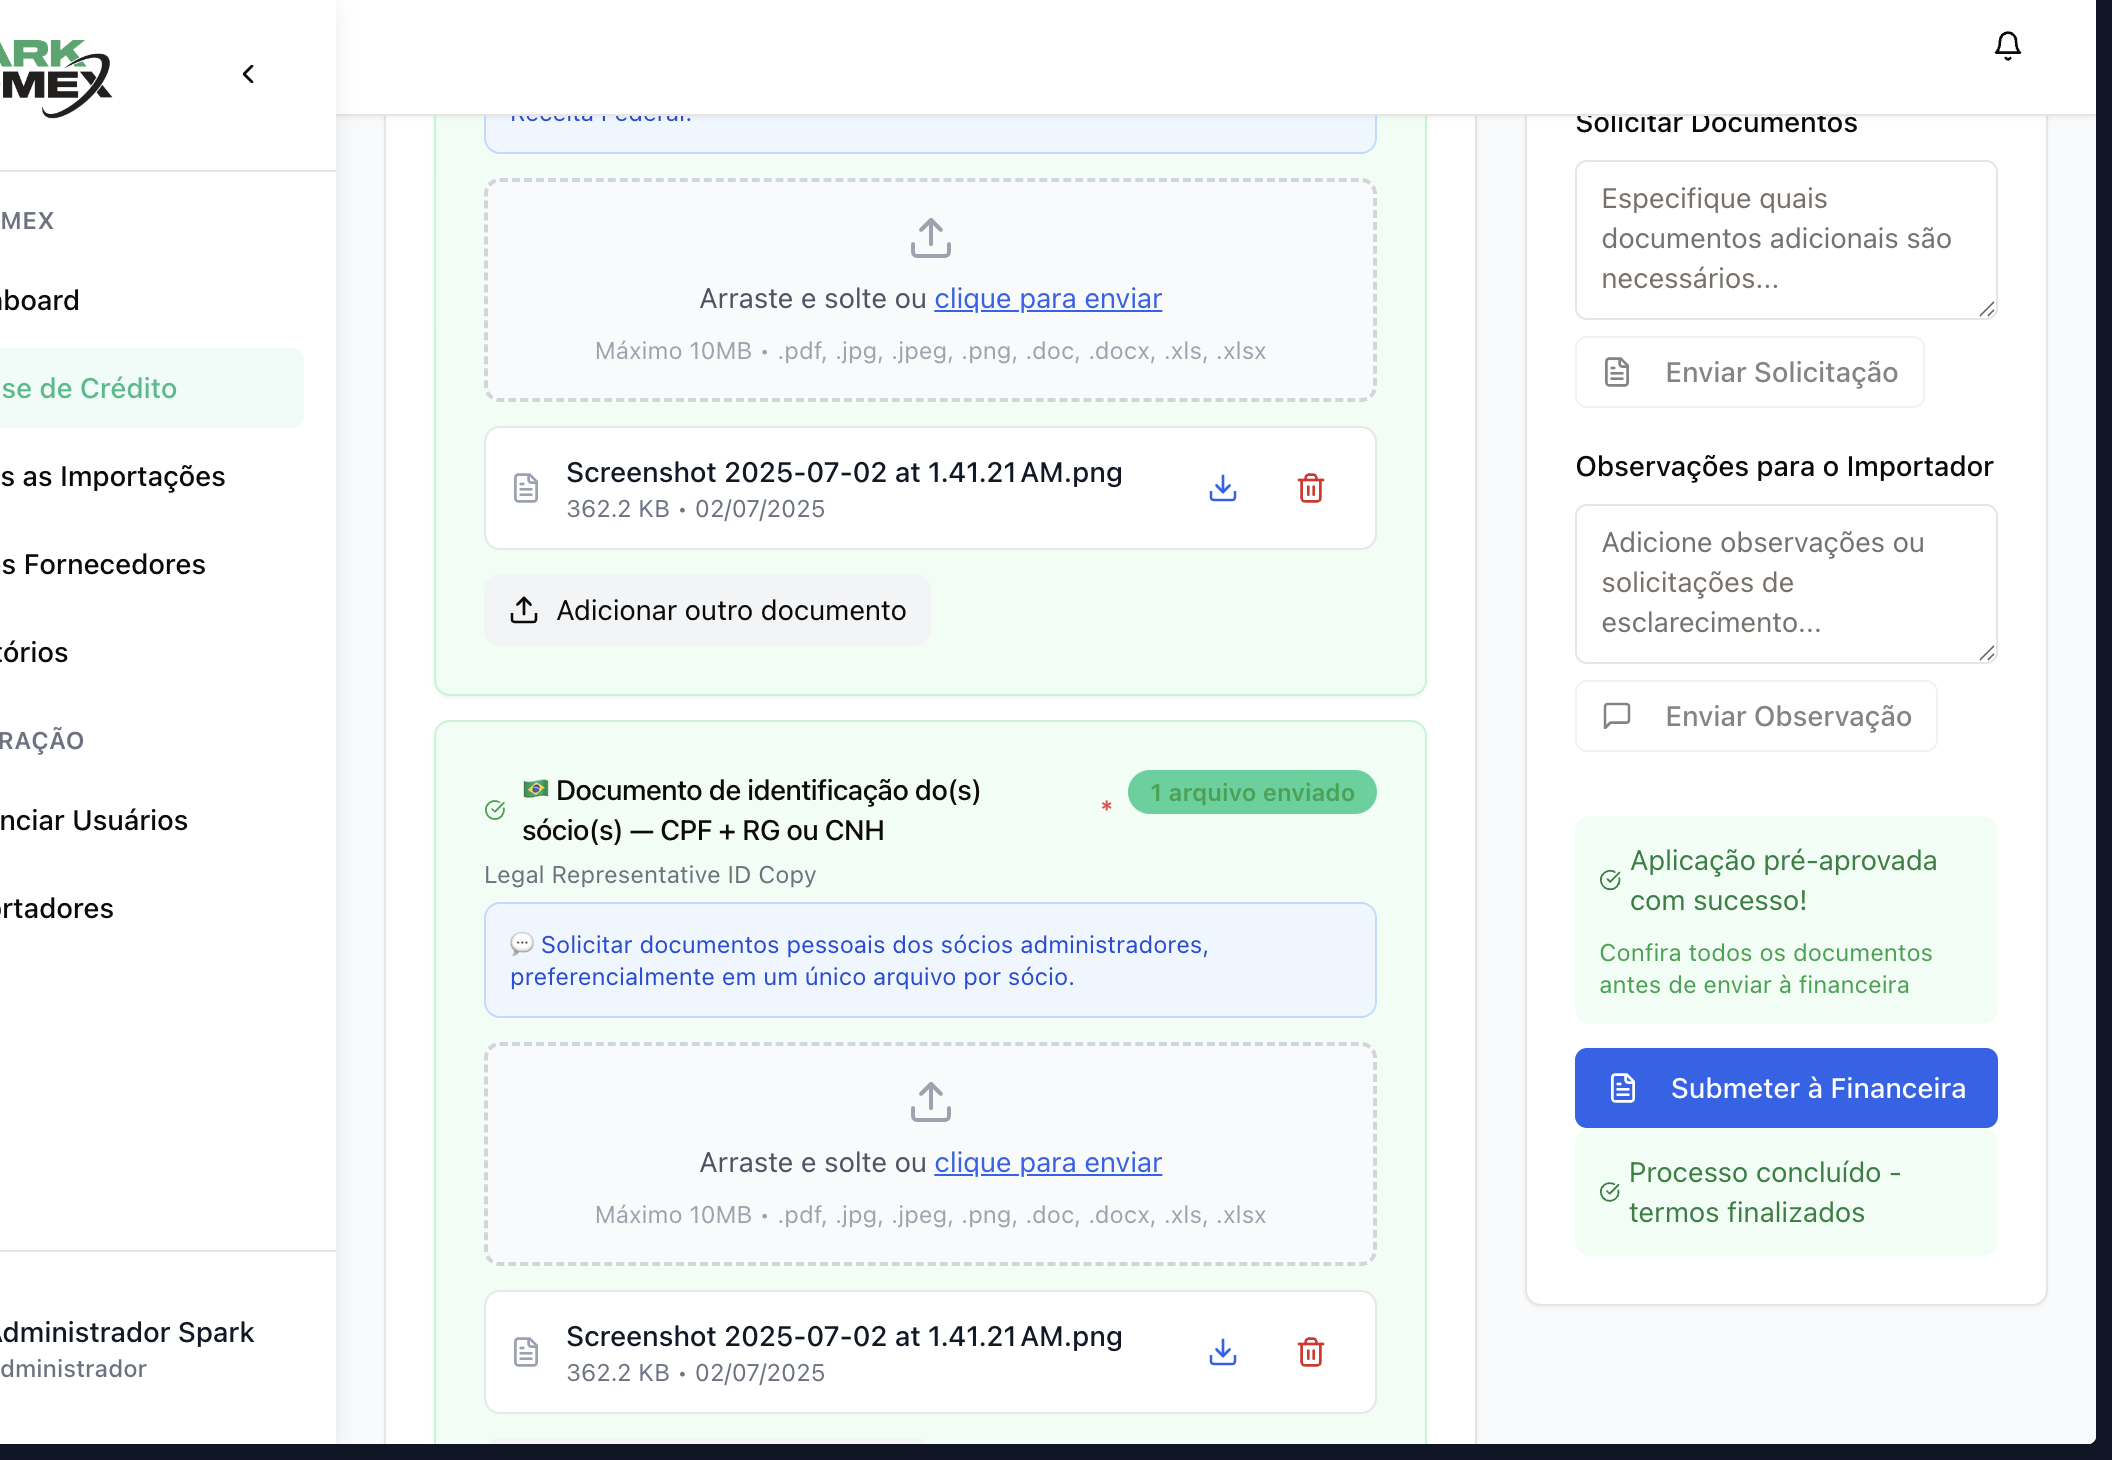 ARK
MEX
MEX
board
se de Crédito
s as Importações
s Fornecedores
tórios
RAÇÃO
nciar Usuários
rtadores
Administrador Spark
dministrador
Receita Federal.
Arraste e solte ou clique para enviar
Máximo 10MB • .pdf, .jpg, .jpeg, .png, .doc, .docx, .xls, .xlsx
Screenshot 2025-07-02 at 1.41.21 AM.png
362.2 KB • 02/07/2025
Adicionar outro documento
🇧🇷 Documento de identificação do(s)
sócio(s) — CPF + RG ou CNH
*
1 arquivo enviado
Legal Representative ID Copy
💬 Solicitar documentos pessoais dos sócios administradores,
preferencialmente em um único arquivo por sócio.
Arraste e solte ou clique para enviar
Máximo 10MB • .pdf, .jpg, .jpeg, .png, .doc, .docx, .xls, .xlsx
Screenshot 2025-07-02 at 1.41.21 AM.png
362.2 KB • 02/07/2025
Solicitar Documentos
Especifique quais
documentos adicionais são
necessários...
Enviar Solicitação
Observações para o Importador
Adicione observações ou
solicitações de
esclarecimento...
Enviar Observação
Aplicação pré-aprovada
com sucesso!
Confira todos os documentos
antes de enviar à financeira
Submeter à Financeira
Processo concluído -
termos finalizados